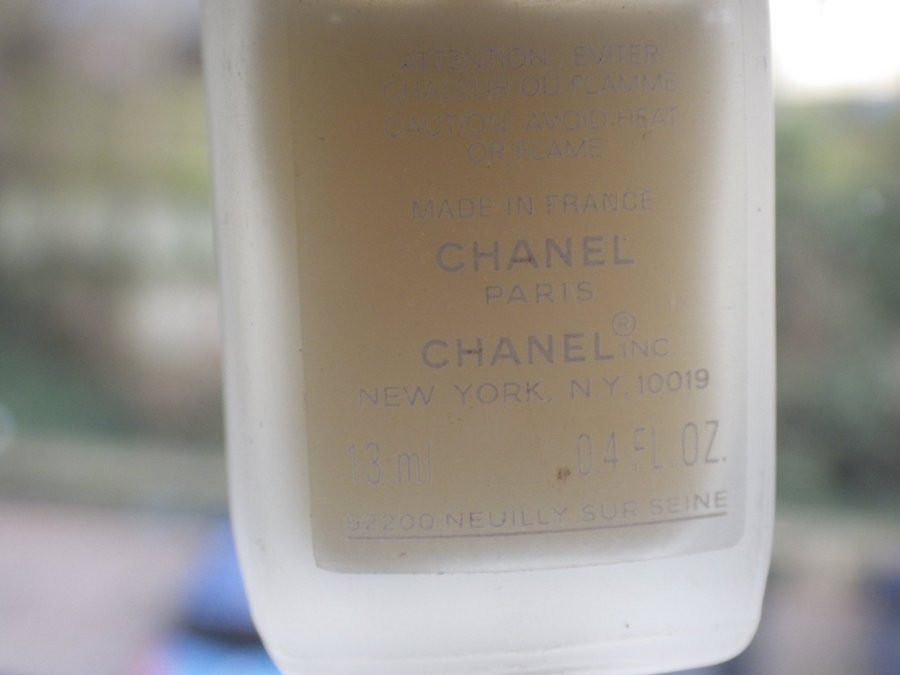 ATTENTION : EVITER
CHALEUR OU FLAMME
CAUTION: AVOID HEAT
OR FLAME
MADE IN FRANCE
CHANEL
PARIS
CHANEL® INC.
NEW YORK. N.Y. 10019
13 ml 0.4 FL.OZ.
92200 NEUILLY SUR SEINE